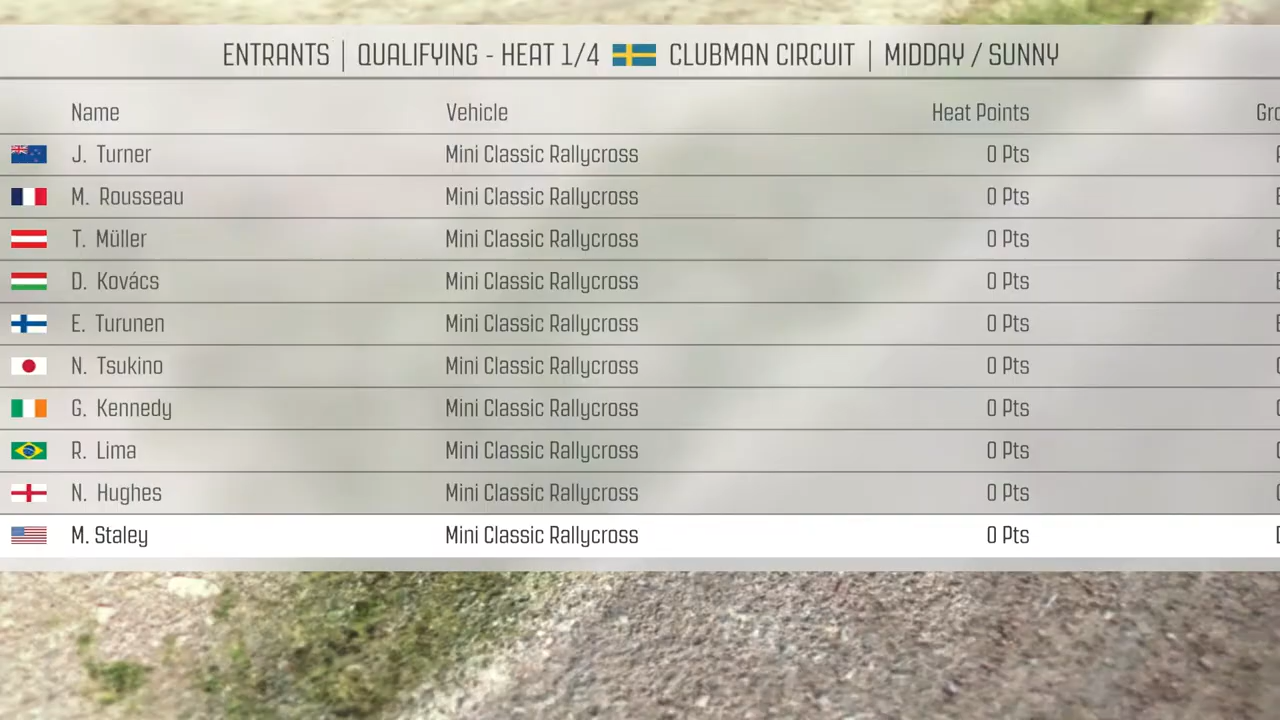 ENTRANTS | QUALIFYING - HEAT 1/4 CLUBMAN CIRCUIT | MIDDAY / SUNNY
Name Vehicle Heat Points
J. Turner Mini Classic Rallycross 0 Pts
M. Rousseau Mini Classic Rallycross 0 Pts
T. Müller Mini Classic Rallycross 0 Pts
D. Kovács Mini Classic Rallycross 0 Pts
E. Turunen Mini Classic Rallycross 0 Pts
N. Tsukino Mini Classic Rallycross 0 Pts
G. Kennedy Mini Classic Rallycross 0 Pts
R. Lima Mini Classic Rallycross 0 Pts
N. Hughes Mini Classic Rallycross 0 Pts
M. Staley Mini Classic Rallycross 0 Pts